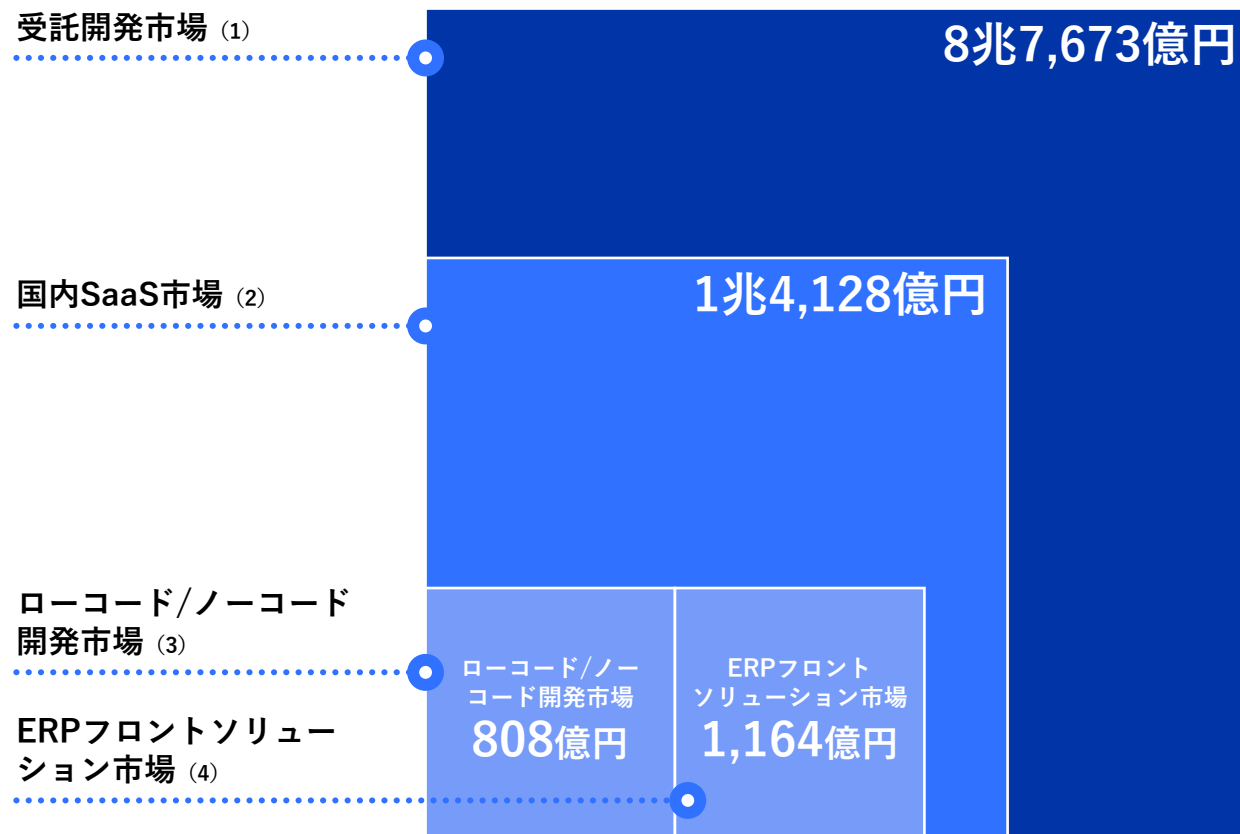 受託開発市場（1）
8兆7,673億円
国内SaaS市場（2）
1兆4,128億円
ローコード/ノーコード
開発市場（3）
ERPフロントソリュー
ション市場（4）
ローコード/ノー
コード開発市場
808億円
ERPフロント
ソリューション市場
1,164億円